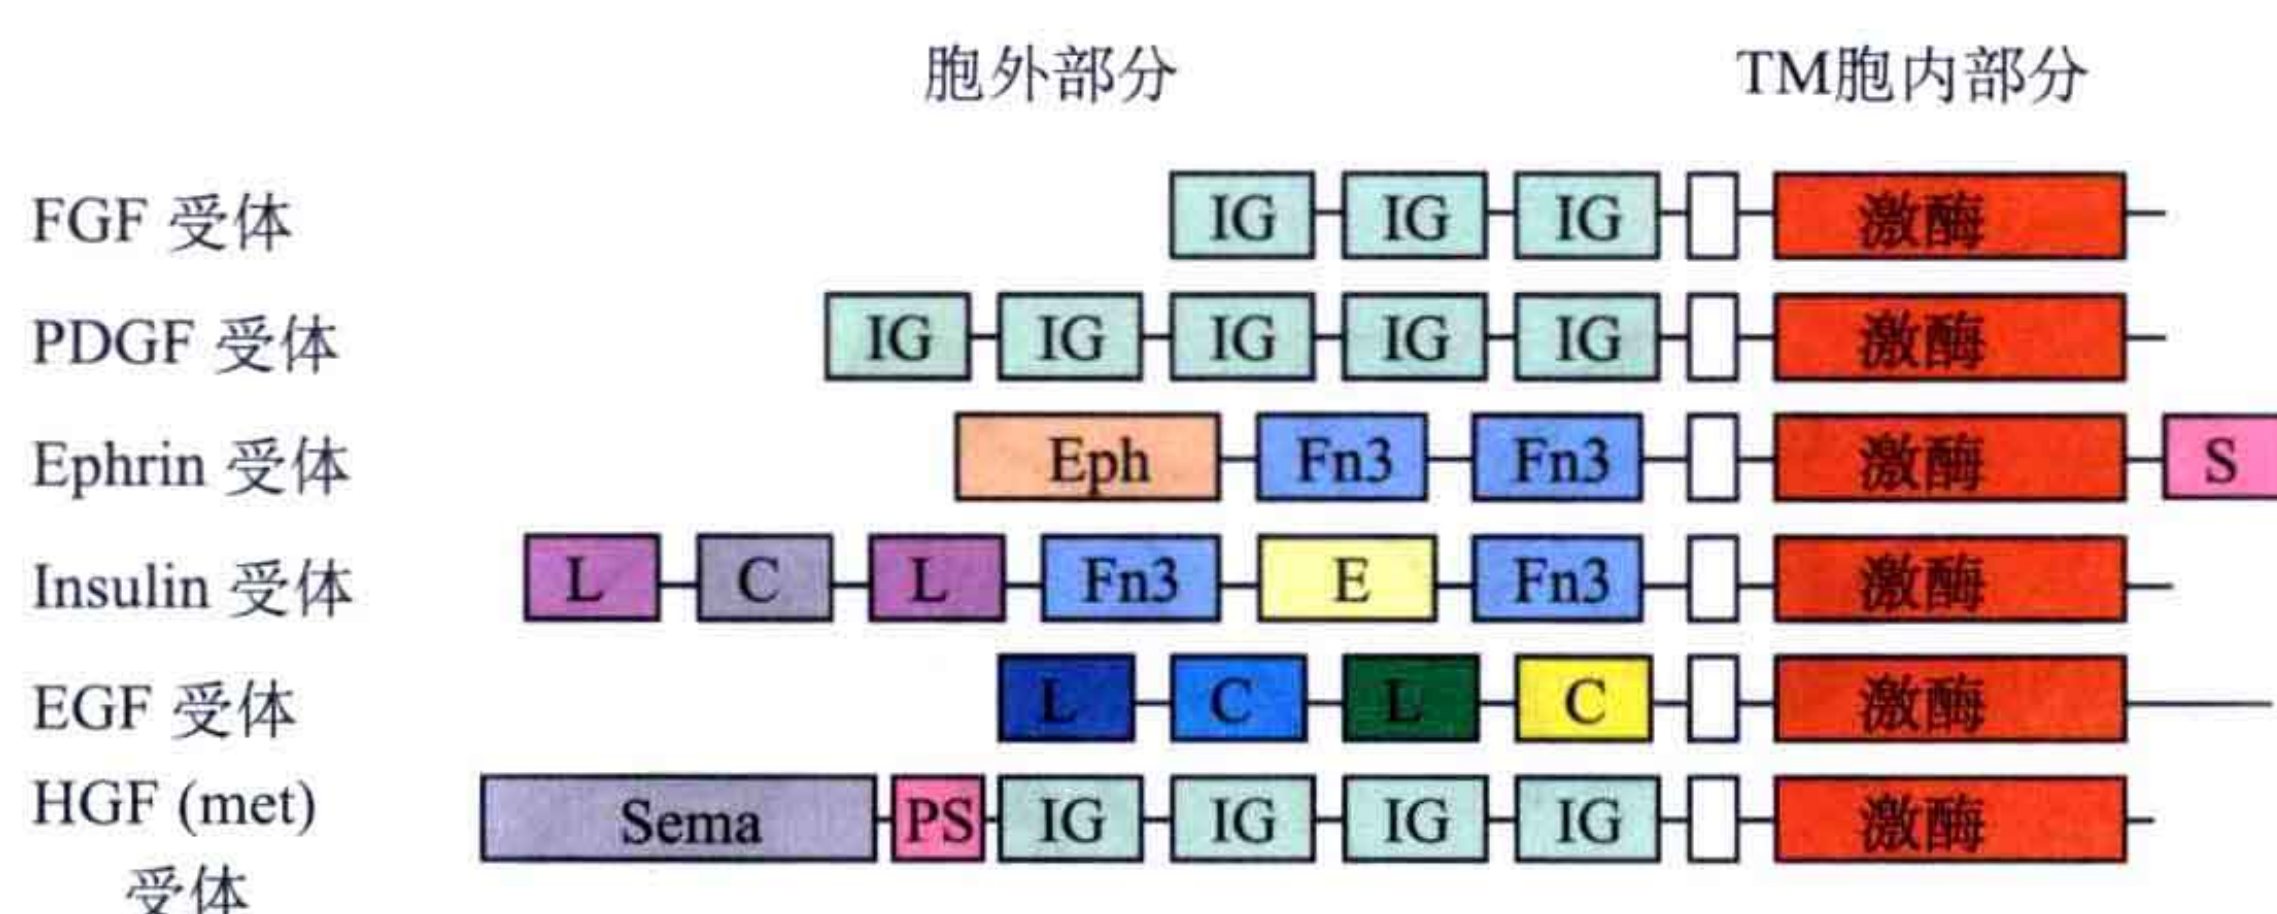 胞外部分 TM胞内部分
FGF 受体 IG IG IG 激酶
PDGF 受体 IG IG IG IG IG 激酶
Ephrin 受体 Eph Fn3 Fn3 激酶 S
Insulin 受体 L C L Fn3 E Fn3 激酶
EGF 受体 L C L C 激酶
HGF (met) Sema PS IG IG IG IG 激酶
受体